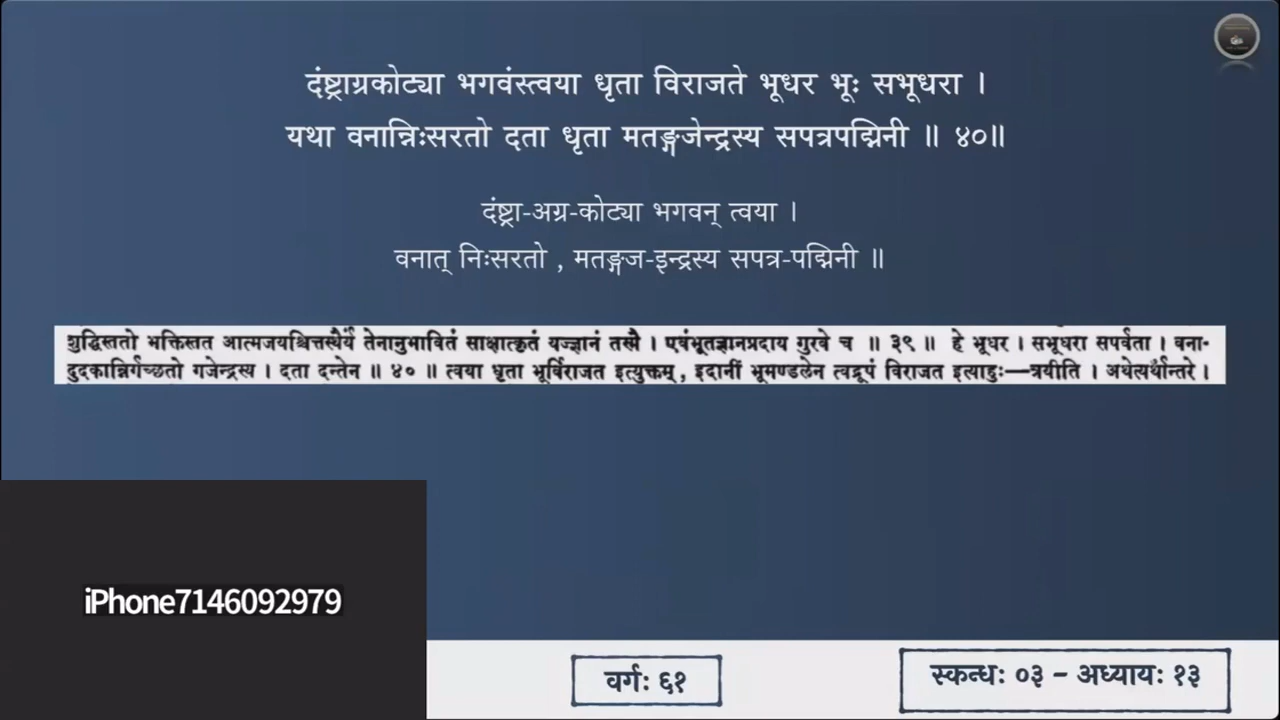 दंष्ट्राग्रकोट्या भगवंस्त्वया धृता विराजते भूधर भूः सभूधरा ।
यथा वनान्निःसरतो दता धृता मतङ्गजेन्द्रस्य सपत्रपद्मिनी ॥ ४०॥
दंष्ट्रा-अग्र-कोट्या भगवन् त्वया ।
वनात् निःसरतो , मतङ्गज-इन्द्रस्य सपत्र-पद्मिनी ॥
शुद्धिस्ततो भक्तिस्तत आत्मजयश्चित्तस्थैर्यं तेनानुभावितं साक्षात्कृतं यज्ज्ञानं तस्मै । एवंभूतज्ञानप्रदाय गुरवे च ॥ ३९ ॥ हे भूधर । सभूधरा सपर्वता । वना-
दुदकान्निर्गच्छतो गजेन्द्रस्य । दता दन्तेन ॥ ४० ॥ त्वया धृता भूर्विराजत इत्युक्तम्, इदानीं भूमण्डलेन त्वद्रूपं विराजत इत्याहुः—त्रयीति । अथेत्यर्थान्तरे ।
iPhone7146092979
वर्गः ६१
स्कन्धः ०३ - अध्यायः १३